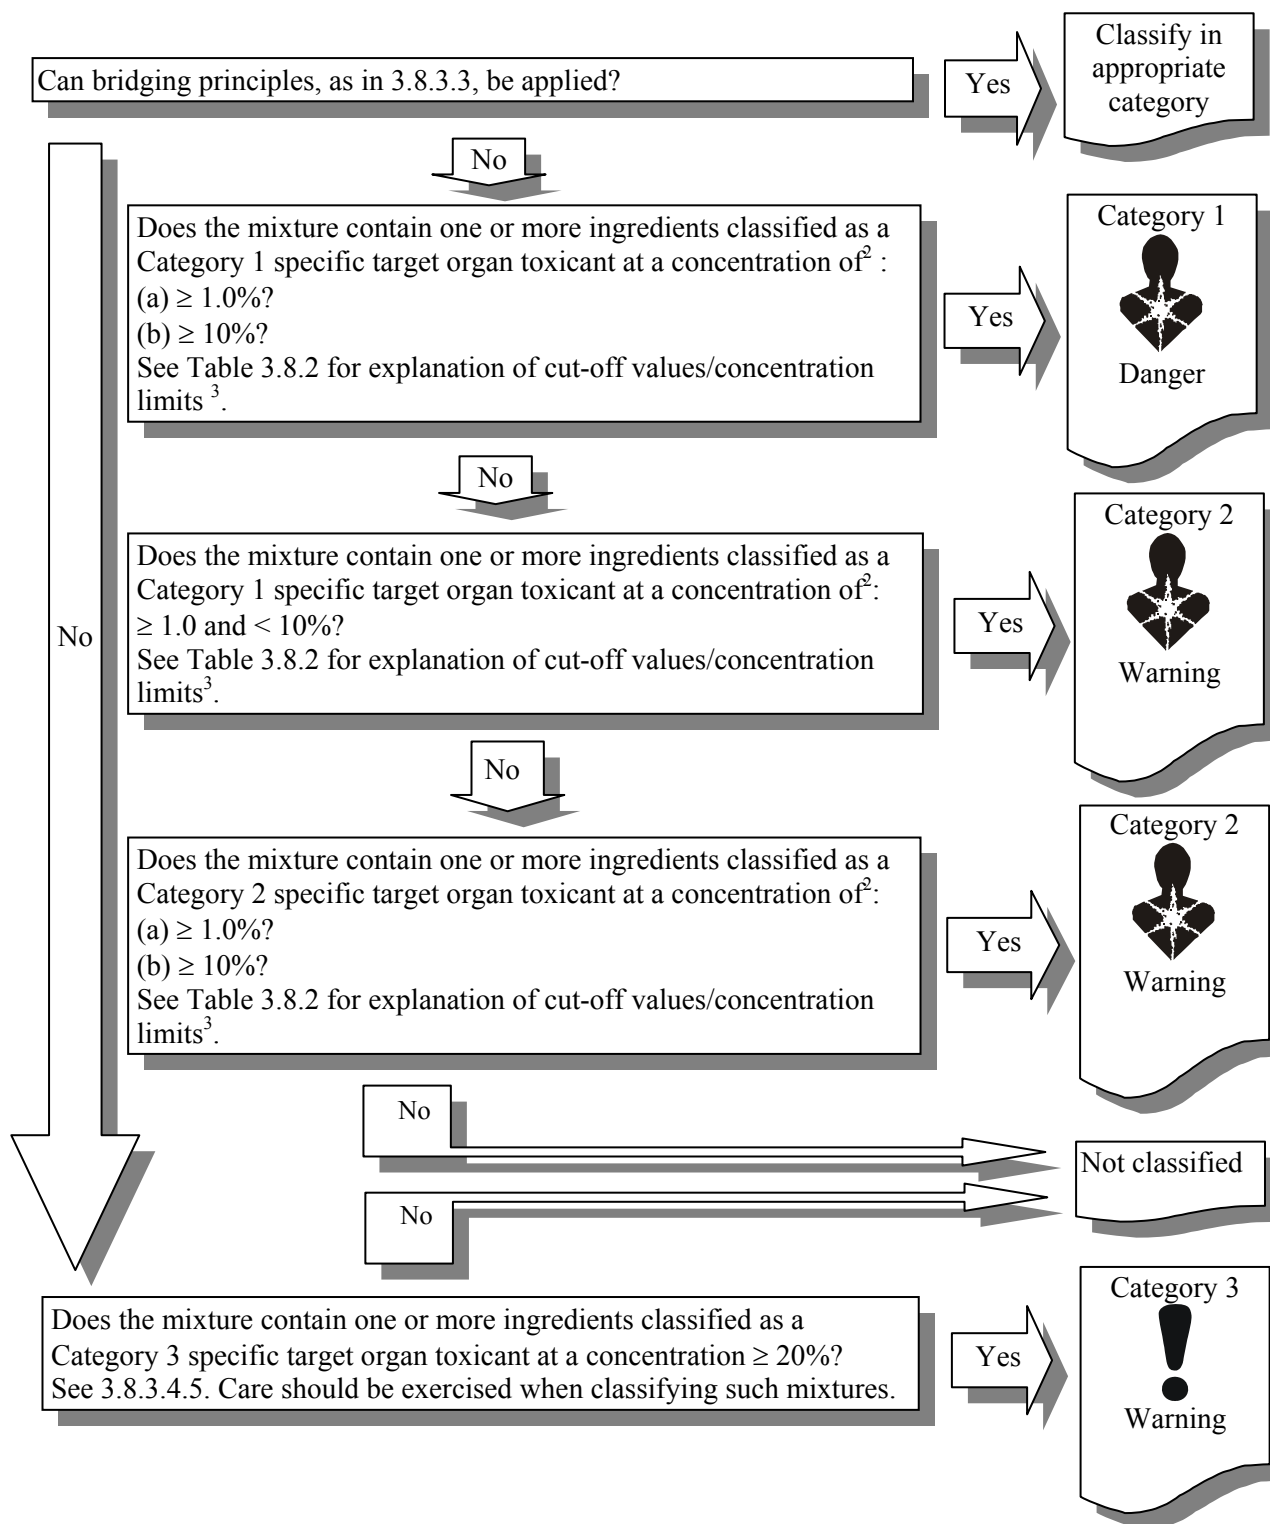 Can bridging principles, as in 3.8.3.3, be applied?
Yes
Classify in
appropriate
category
No
Does the mixture contain one or more ingredients classified as a
Category 1 specific target organ toxicant at a concentration of² :
(a) ≥ 1.0%?
(b) ≥ 10%?
See Table 3.8.2 for explanation of cut-off values/concentration
limits ³.
Yes
Category 1
Danger
No
Does the mixture contain one or more ingredients classified as a
Category 1 specific target organ toxicant at a concentration of²:
≥ 1.0 and < 10%?
See Table 3.8.2 for explanation of cut-off values/concentration
limits³.
Yes
Category 2
Warning
No
No
Does the mixture contain one or more ingredients classified as a
Category 2 specific target organ toxicant at a concentration of²:
(a) ≥ 1.0%?
(b) ≥ 10%?
See Table 3.8.2 for explanation of cut-off values/concentration
limits³.
Yes
Category 2
Warning
No
Not classified
No
Does the mixture contain one or more ingredients classified as a
Category 3 specific target organ toxicant at a concentration ≥ 20%?
See 3.8.3.4.5. Care should be exercised when classifying such mixtures.
Yes
Category 3
Warning